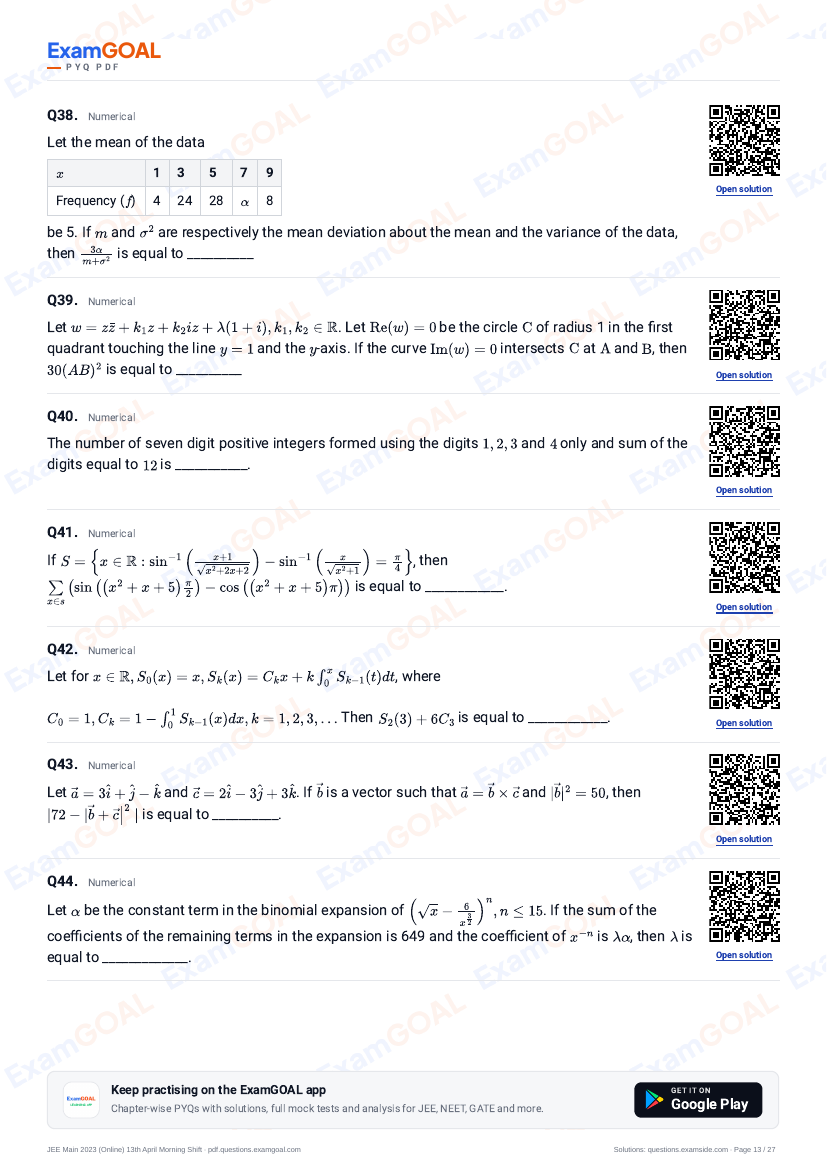 ExamGOAL
PYQ PDF
Q38. Numerical
Let the mean of the data
x 1 3 5 7 9
Frequency (f) 4 24 28 α 8
be 5. If m and σ² are respectively the mean deviation about the mean and the variance of the data,
then 3α/(m+σ²) is equal to __________
Open solution
Q39. Numerical
Let w = zz̄ + k₁z + k₂iz + λ(1 + i), k₁, k₂ ∈ ℝ. Let Re(w) = 0 be the circle C of radius 1 in the first
quadrant touching the line y = 1 and the y-axis. If the curve Im(w) = 0 intersects C at A and B, then
30(AB)² is equal to __________
Open solution
Q40. Numerical
The number of seven digit positive integers formed using the digits 1, 2, 3 and 4 only and sum of the
digits equal to 12 is ___________.
Open solution
Q41. Numerical
If S = {x ∈ ℝ : sin⁻¹((x+1)/√(x²+2x+2)) − sin⁻¹(x/√(x²+1)) = π/4}, then
∑_{x∈s} (sin((x² + x + 5)π/2) − cos((x² + x + 5)π)) is equal to ____________.
Open solution
Q42. Numerical
Let for x ∈ ℝ, S₀(x) = x, Sₖ(x) = Cₖx + k∫₀ˣ Sₖ₋₁(t)dt, where
C₀ = 1, Cₖ = 1 − ∫₀¹ Sₖ₋₁(x)dx, k = 1, 2, 3, … Then S₂(3) + 6C₃ is equal to ____________.
Open solution
Q43. Numerical
Let a⃗ = 3î + ĵ − k̂ and c⃗ = 2î − 3ĵ + 3k̂. If b⃗ is a vector such that a⃗ = b⃗ × c⃗ and |b⃗|² = 50, then
|72 − |b⃗ + c⃗|² | is equal to __________.
Open solution
Q44. Numerical
Let α be the constant term in the binomial expansion of (√x − 6/x^(3/2))ⁿ, n ≤ 15. If the sum of the
coefficients of the remaining terms in the expansion is 649 and the coefficient of x⁻ⁿ is λα, then λ is
equal to _____________.
Open solution
Keep practising on the ExamGOAL app
Chapter-wise PYQs with solutions, full mock tests and analysis for JEE, NEET, GATE and more.
GET IT ON
Google Play
JEE Main 2023 (Online) 13th April Morning Shift · pdf.questions.examgoal.com
Solutions: questions.examside.com · Page 13 / 27